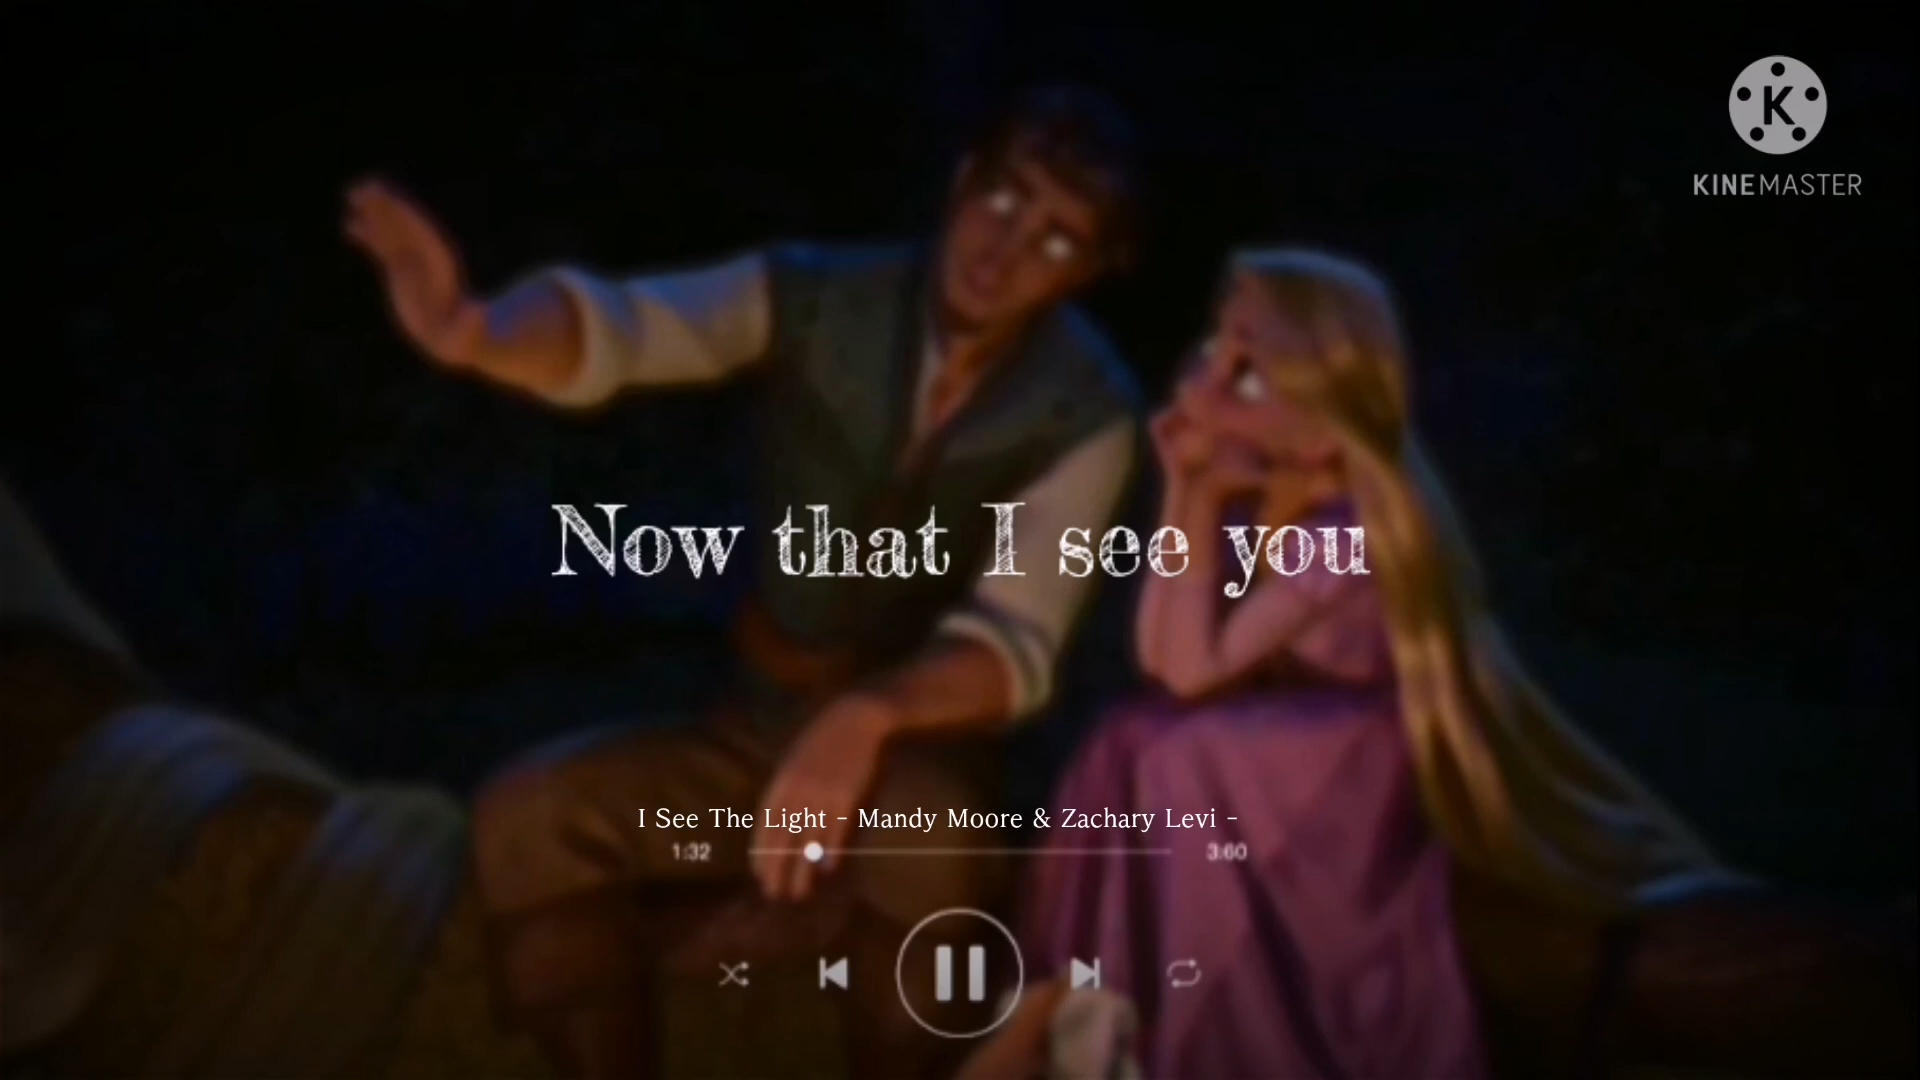 K
KINEMASTER
Now that I see you
I See The Light - Mandy Moore & Zachary Levi -
1:32 3:60